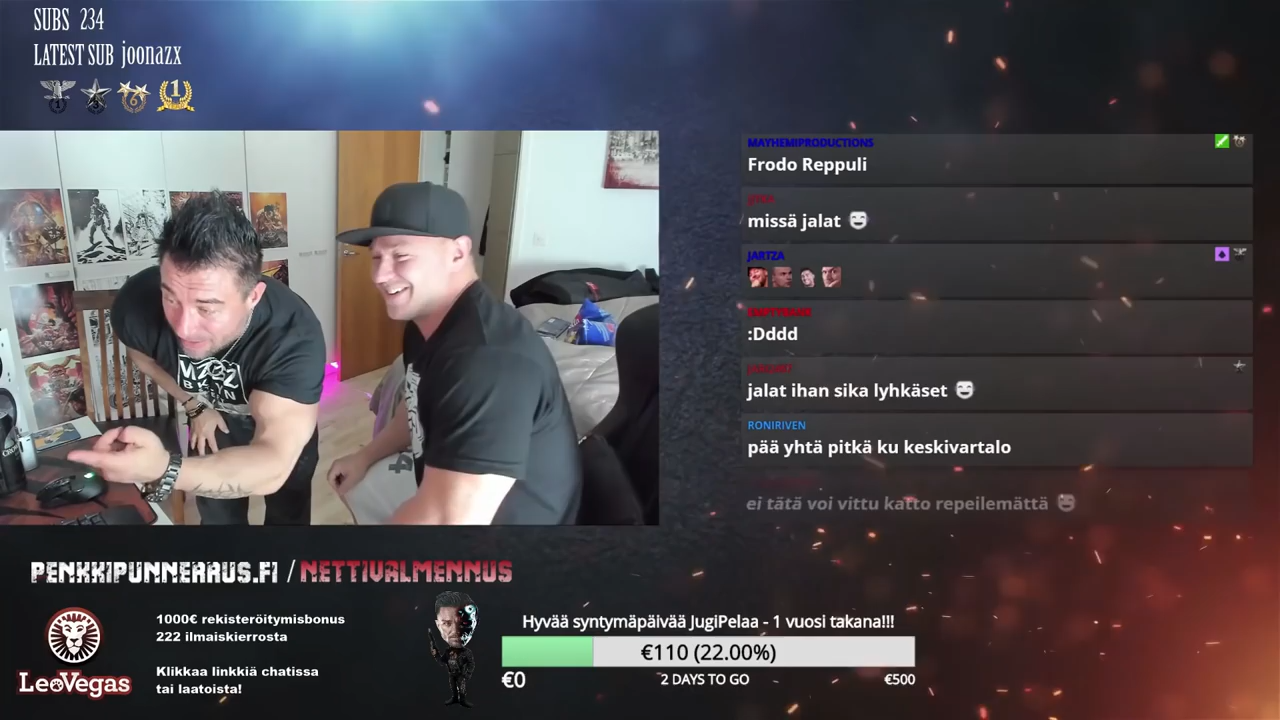 SUBS 234
LATEST SUB joonazx
MAYHEMIPRODUCTIONS
Frodo Reppuli
missä jalat
JARTZA
:Dddd
jalat ihan sika lyhkäset
RONIRIVEN
pää yhtä pitkä ku keskivartalo
ei tätä voi vittu katto repeilemättä
PENKKIPUNNERRUS.FI / NETTIVALMENNUS
1000€ rekisteröitymisbonus
222 ilmaiskierrosta
Klikkaa linkkiä chatissa
tai laatoista!
LeoVegas
Hyvää syntymäpäivää JugiPelaa - 1 vuosi takana!!!
€110 (22.00%)
€0 2 DAYS TO GO €500